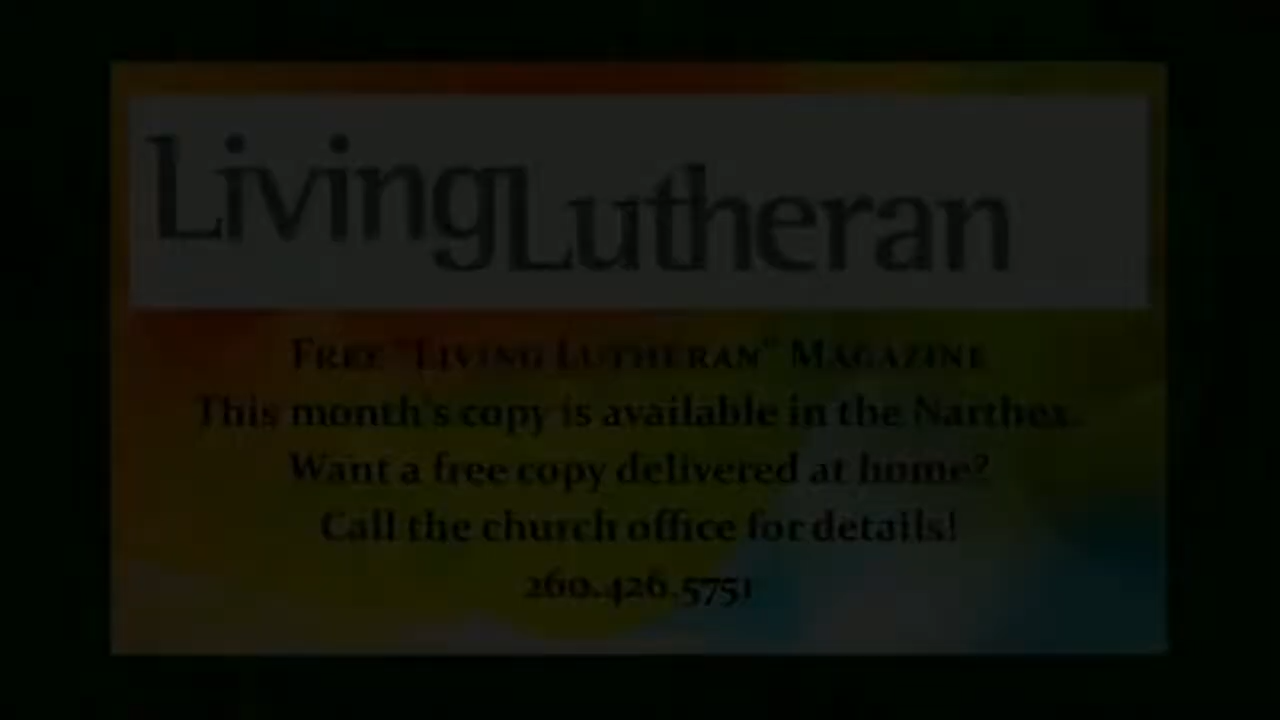 LivingLutheran
FREE "LIVING LUTHERAN" MAGAZINE
This month's copy is available in the Narthex.
Want a free copy delivered at home?
Call the church office for details!
260.426.5751